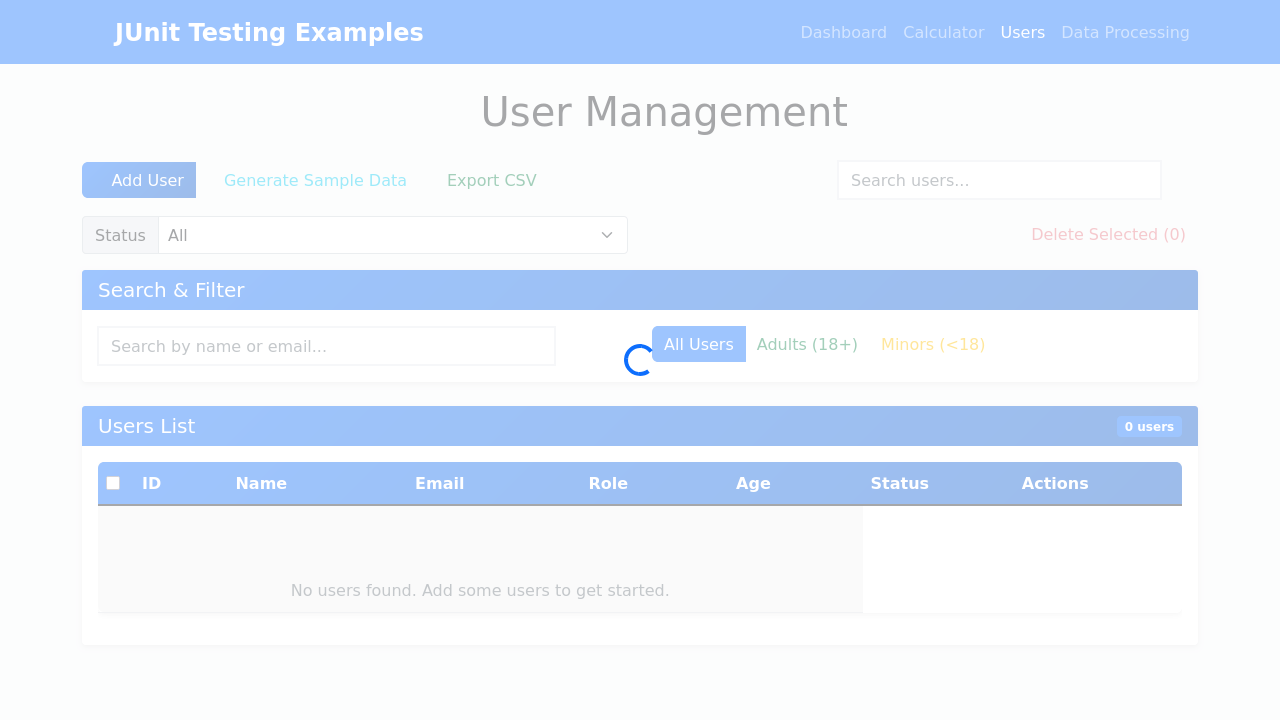 JUnit Testing Examples
Dashboard Calculator Users Data Processing
User Management
Add User Generate Sample Data Export CSV Search users...
Status All Delete Selected (0)
Search & Filter
Search by name or email... All Users Adults (18+) Minors (<18)
Users List 0 users
ID Name Email Role Age Status Actions
No users found. Add some users to get started.